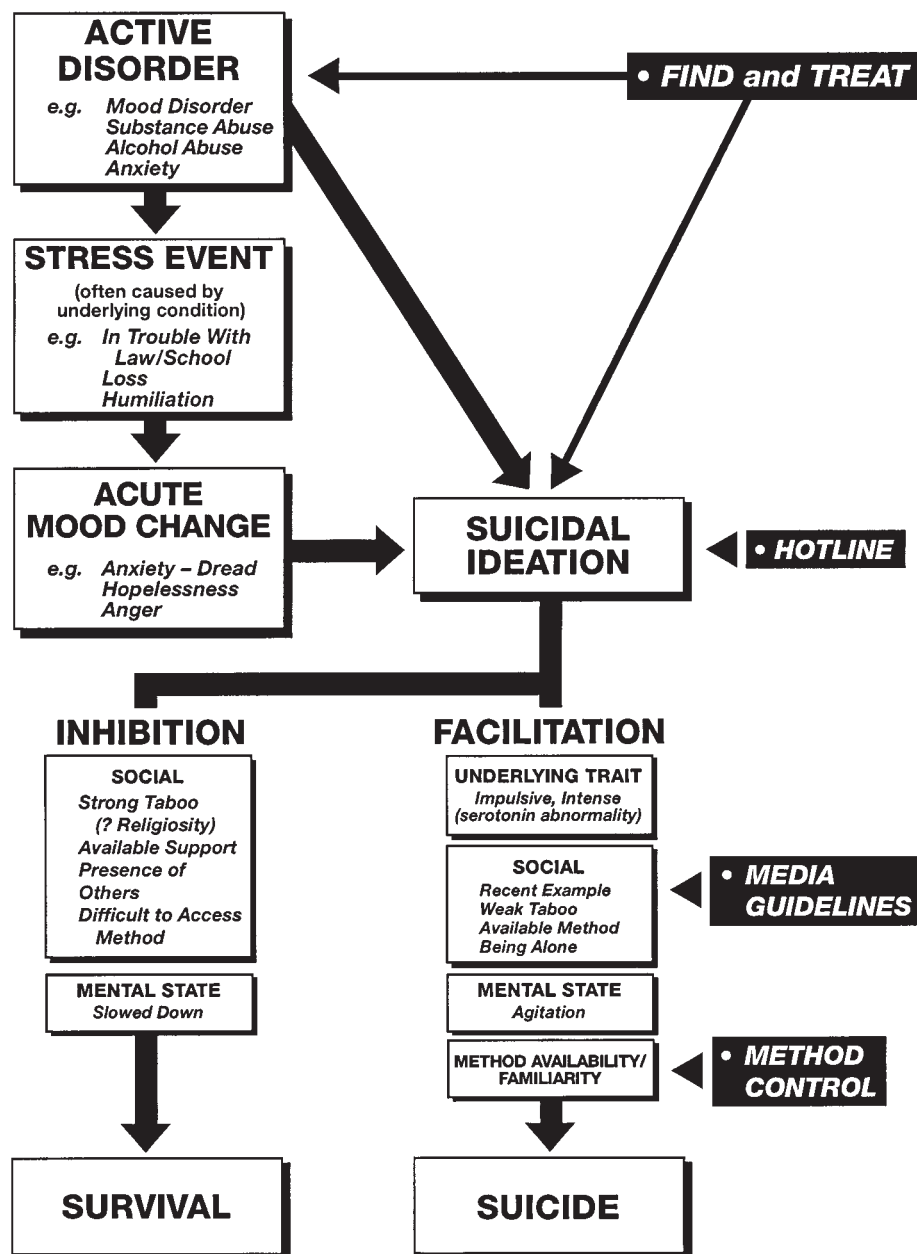 ACTIVE
DISORDER
e.g. Mood Disorder
Substance Abuse
Alcohol Abuse
Anxiety
• FIND and TREAT
STRESS EVENT
(often caused by
underlying condition)
e.g. In Trouble With
Law/School
Loss
Humiliation
ACUTE
MOOD CHANGE
e.g. Anxiety – Dread
Hopelessness
Anger
SUICIDAL
IDEATION
• HOTLINE
INHIBITION
SOCIAL
Strong Taboo
(? Religiosity)
Available Support
Presence of
Others
Difficult to Access
Method
MENTAL STATE
Slowed Down
SURVIVAL
FACILITATION
UNDERLYING TRAIT
Impulsive, Intense
(serotonin abnormality)
SOCIAL
Recent Example
Weak Taboo
Available Method
Being Alone
• MEDIA
GUIDELINES
MENTAL STATE
Agitation
METHOD AVAILABILITY/
FAMILIARITY
• METHOD
CONTROL
SUICIDE